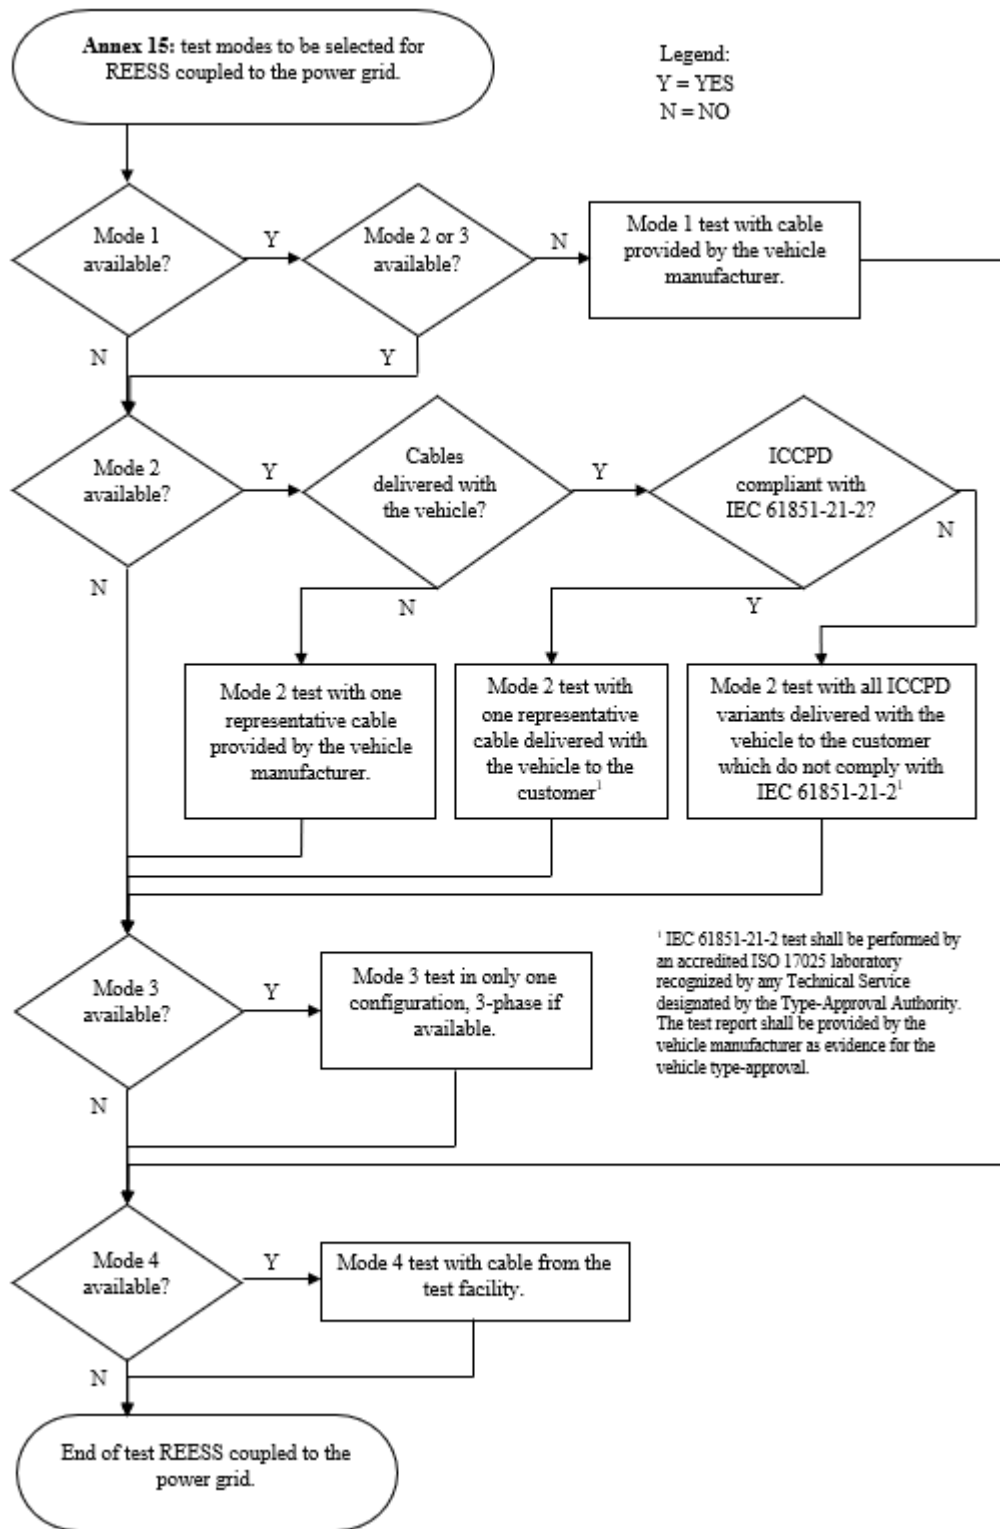 Annex 15: test modes to be selected for
REESS coupled to the power grid.
Legend:
Y = YES
N = NO
Mode 1
available?
Y
Mode 2 or 3
available?
N
Mode 1 test with cable
provided by the vehicle
manufacturer.
N
Y
Mode 2
available?
Y
Cables
delivered with
the vehicle?
Y
ICCPD
compliant with
IEC 61851-21-2?
N
N
N
Y
Mode 2 test with one
representative cable
provided by the vehicle
manufacturer.
Mode 2 test with
one representative
cable delivered with
the vehicle to the
customer¹
Mode 2 test with all ICCPD
variants delivered with the
vehicle to the customer
which do not comply with
IEC 61851-21-2¹
Mode 3
available?
Y
Mode 3 test in only one
configuration, 3-phase if
available.
N
¹ IEC 61851-21-2 test shall be performed by
an accredited ISO 17025 laboratory
recognized by any Technical Service
designated by the Type-Approval Authority.
The test report shall be provided by the
vehicle manufacturer as evidence for the
vehicle type-approval.
Mode 4
available?
Y
Mode 4 test with cable from the
test facility.
N
End of test REESS coupled to the
power grid.